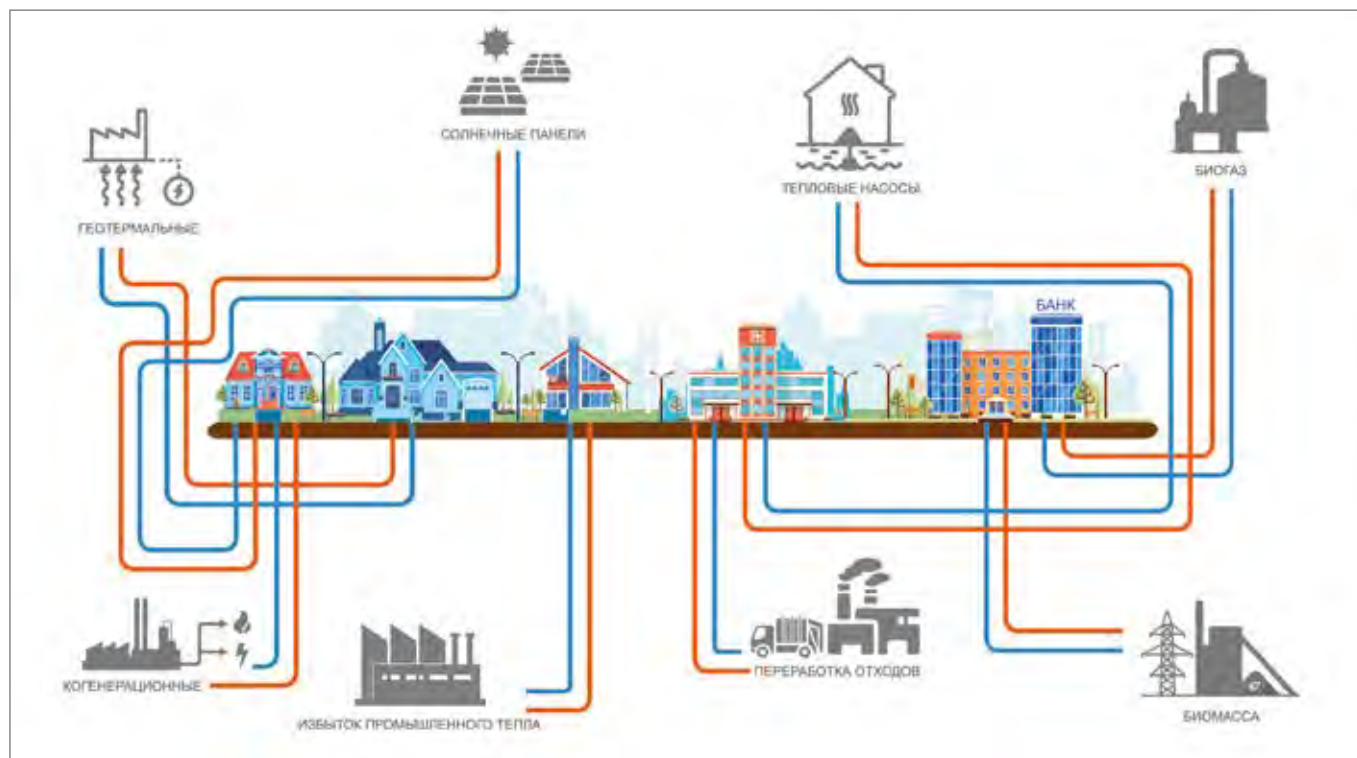 СОЛНЕЧНЫЕ ПАНЕЛИ
ТЕПЛОВЫЕ НАСОСЫ
БИОГАЗ
ГЕОТЕРМАЛЬНЫЕ
БАНК
КОГЕНЕРАЦИОННЫЕ
ИЗБЫТОК ПРОМЫШЛЕННОГО ТЕПЛА
ПЕРЕРАБОТКА ОТХОДОВ
БИОМАССА